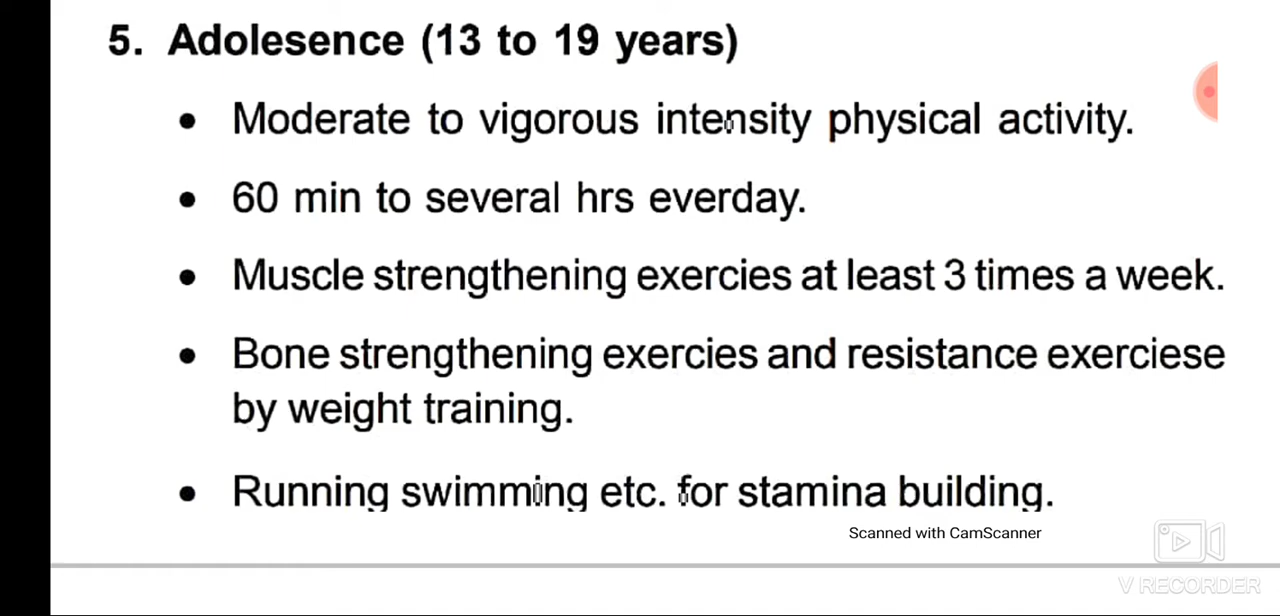 5. Adolesence (13 to 19 years)
• Moderate to vigorous intensity physical activity.
• 60 min to several hrs everday.
• Muscle strengthening exercies at least 3 times a week.
• Bone strengthening exercies and resistance exerciese
by weight training.
• Running swimming etc. for stamina building.
Scanned with CamScanner
V RECORDER